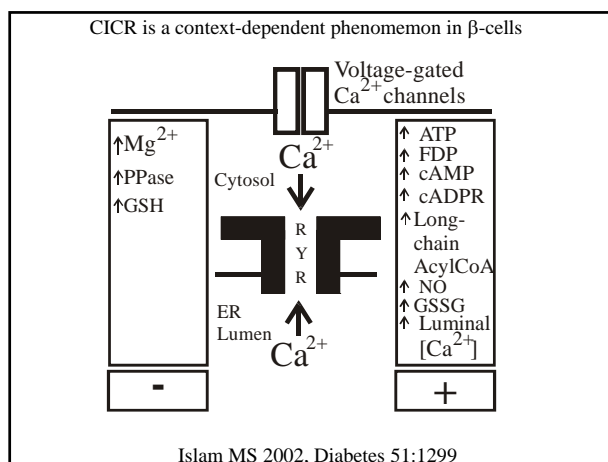 CICR is a context-dependent phenomemon in β-cells
Voltage-gated
Ca2+ channels
↑Mg2+
↑PPase
↑GSH
-
Ca2+
Cytosol
R
Y
R
ER
Lumen
Ca2+
↑ ATP
↑ FDP
↑ cAMP
↑ cADPR
↑ Long-
chain
AcylCoA
↑ NO
↑ GSSG
↑ Luminal
[Ca2+]
+
Islam MS 2002, Diabetes 51:1299